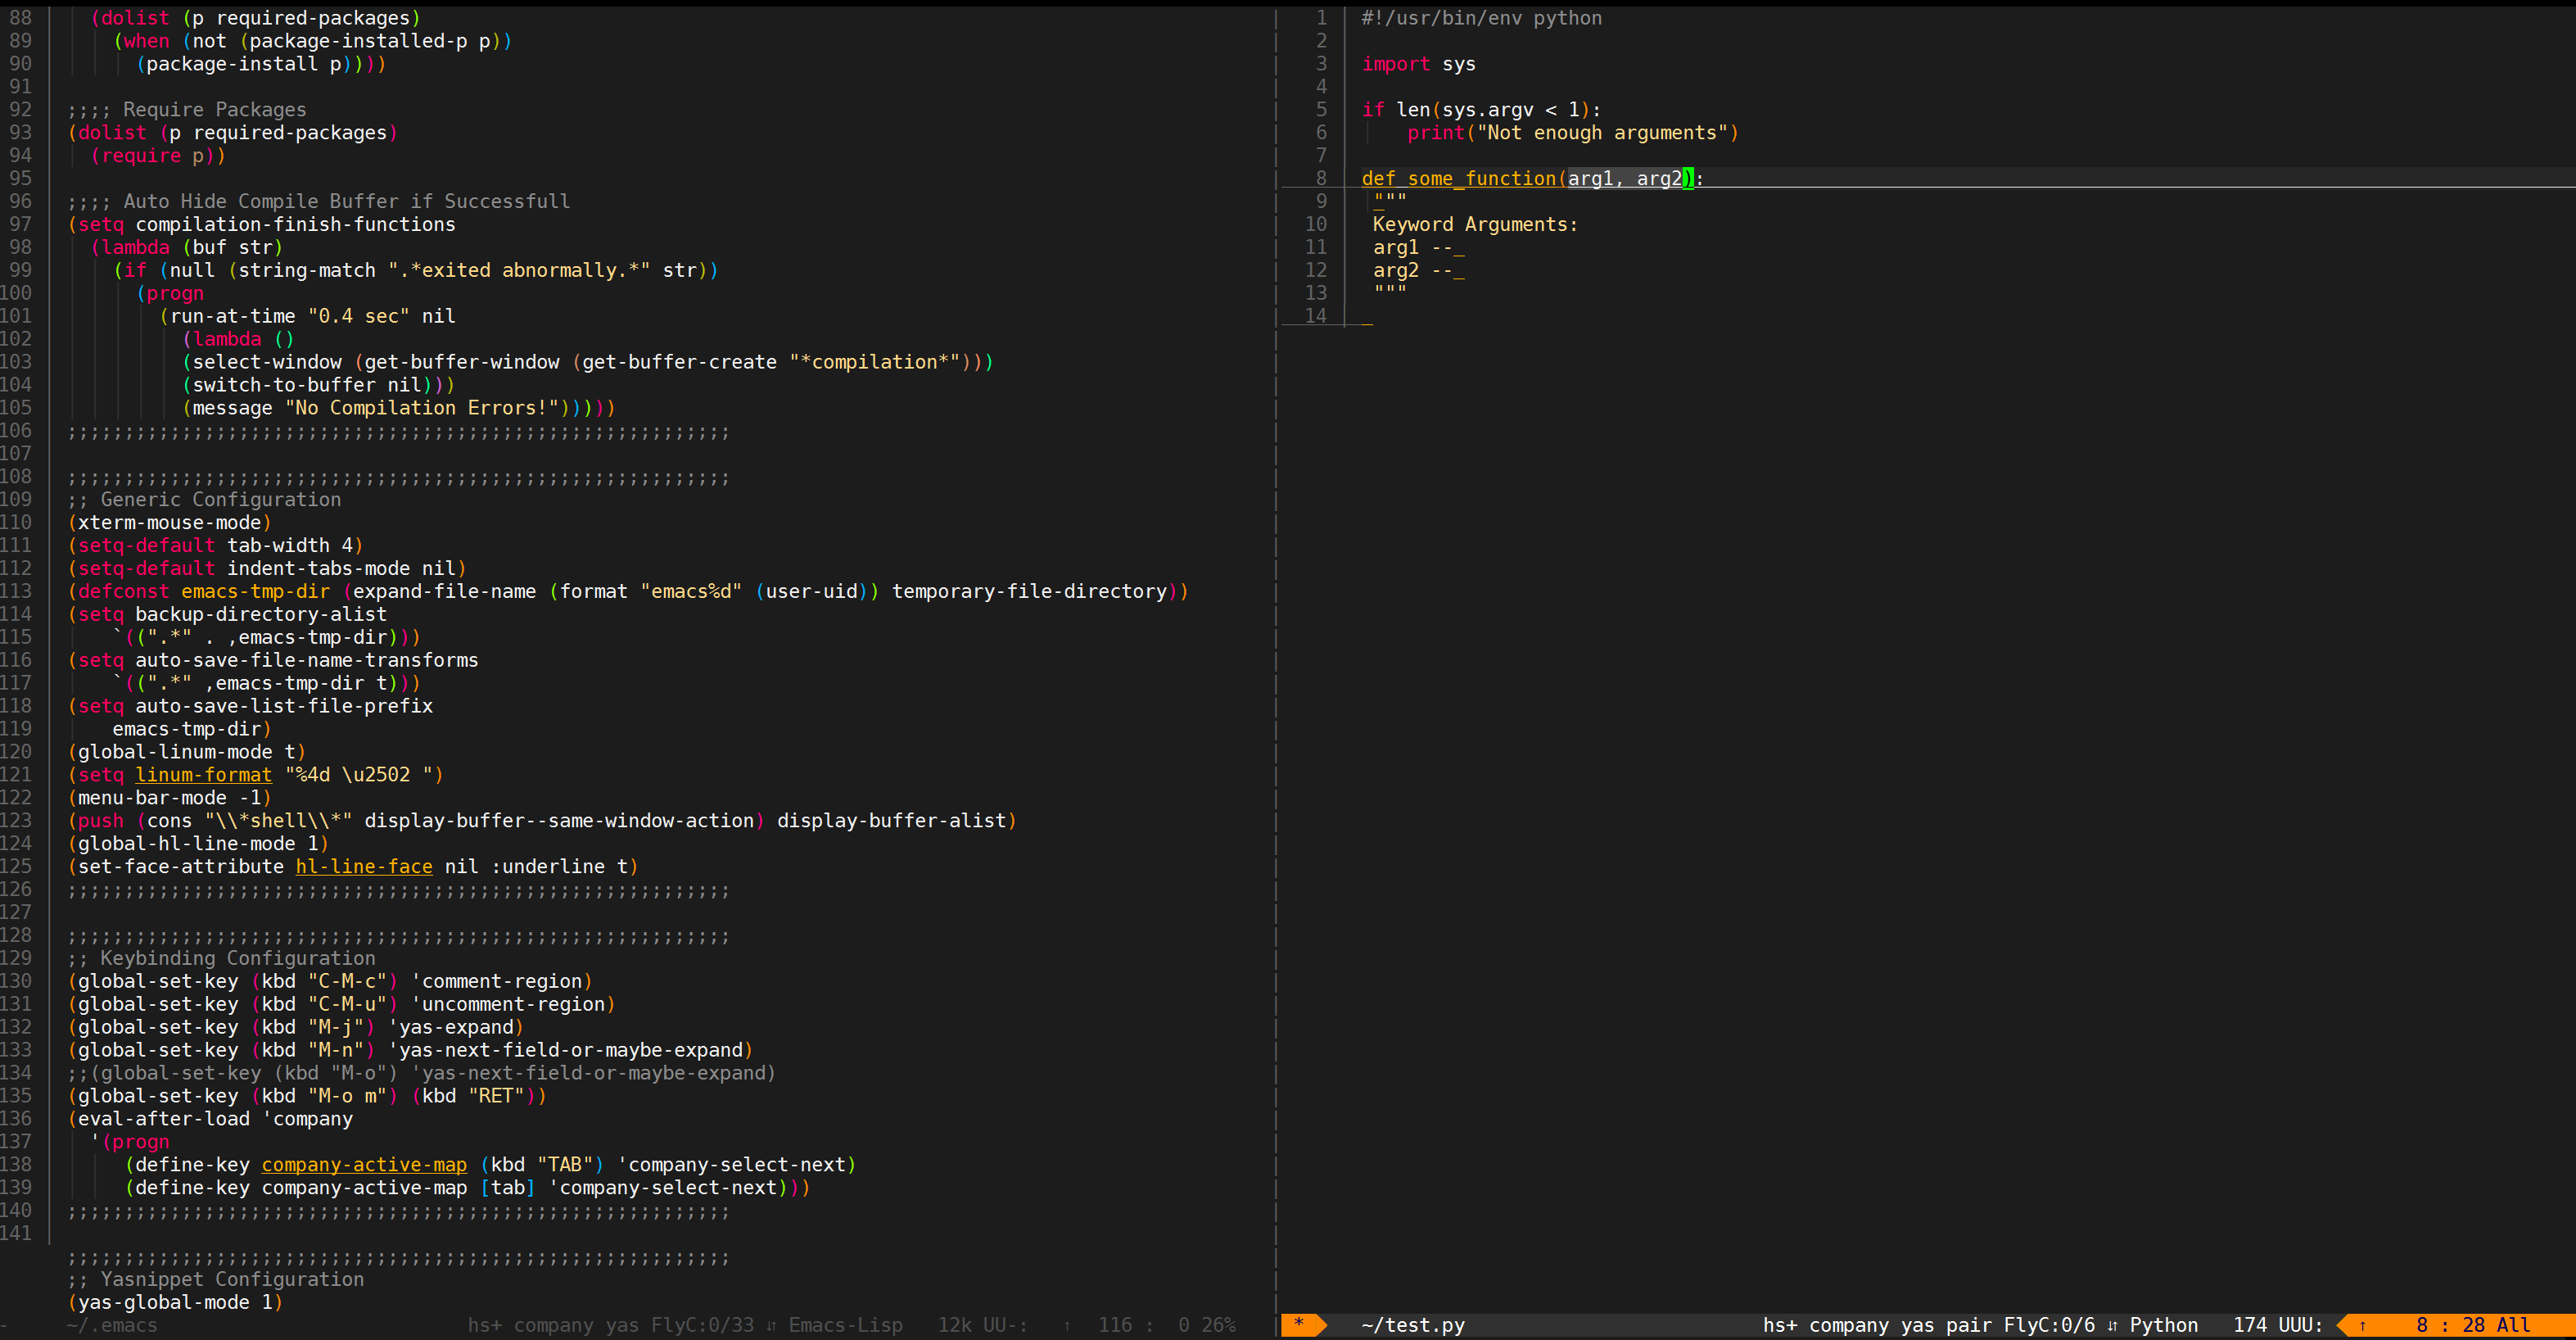 88 (dolist (p required-packages)
89 (when (not (package-installed-p p))
90 (package-install p))))
91
92 ;;;; Require Packages
93 (dolist (p required-packages)
94 (require p))
95
96 ;;;; Auto Hide Compile Buffer if Successfull
97 (setq compilation-finish-functions
98 (lambda (buf str)
99 (if (null (string-match ".*exited abnormally.*" str))
100 (progn
101 (run-at-time "0.4 sec" nil
102 (lambda ()
103 (select-window (get-buffer-window (get-buffer-create "*compilation*")))
104 (switch-to-buffer nil)))
105 (message "No Compilation Errors!")))))
106 ;;;;;;;;;;;;;;;;;;;;;;;;;;;;;;;;;;;;;;;;;;;;;;;;;;;;;;;;;;
107
108 ;;;;;;;;;;;;;;;;;;;;;;;;;;;;;;;;;;;;;;;;;;;;;;;;;;;;;;;;;;
109 ;; Generic Configuration
110 (xterm-mouse-mode)
111 (setq-default tab-width 4)
112 (setq-default indent-tabs-mode nil)
113 (defconst emacs-tmp-dir (expand-file-name (format "emacs%d" (user-uid)) temporary-file-directory))
114 (setq backup-directory-alist
115 `((".*" . ,emacs-tmp-dir)))
116 (setq auto-save-file-name-transforms
117 `((".*" ,emacs-tmp-dir t)))
118 (setq auto-save-list-file-prefix
119 emacs-tmp-dir)
120 (global-linum-mode t)
121 (setq linum-format "%4d \u2502 ")
122 (menu-bar-mode -1)
123 (push (cons "\\*shell\\*" display-buffer--same-window-action) display-buffer-alist)
124 (global-hl-line-mode 1)
125 (set-face-attribute hl-line-face nil :underline t)
126 ;;;;;;;;;;;;;;;;;;;;;;;;;;;;;;;;;;;;;;;;;;;;;;;;;;;;;;;;;;
127
128 ;;;;;;;;;;;;;;;;;;;;;;;;;;;;;;;;;;;;;;;;;;;;;;;;;;;;;;;;;;
129 ;; Keybinding Configuration
130 (global-set-key (kbd "C-M-c") 'comment-region)
131 (global-set-key (kbd "C-M-u") 'uncomment-region)
132 (global-set-key (kbd "M-j") 'yas-expand)
133 (global-set-key (kbd "M-n") 'yas-next-field-or-maybe-expand)
134 ;;(global-set-key (kbd "M-o") 'yas-next-field-or-maybe-expand)
135 (global-set-key (kbd "M-o m") (kbd "RET"))
136 (eval-after-load 'company
137 '(progn
138 (define-key company-active-map (kbd "TAB") 'company-select-next)
139 (define-key company-active-map [tab] 'company-select-next)))
140 ;;;;;;;;;;;;;;;;;;;;;;;;;;;;;;;;;;;;;;;;;;;;;;;;;;;;;;;;;;
141
;;;;;;;;;;;;;;;;;;;;;;;;;;;;;;;;;;;;;;;;;;;;;;;;;;;;;;;;;;
;; Yasnippet Configuration
(yas-global-mode 1)
- ~/.emacs hs+ company yas FlyC:0/33 ⇵ Emacs-Lisp 12k UU-: ↑ 116 : 0 26%
1 #!/usr/bin/env python
2
3 import sys
4
5 if len(sys.argv < 1):
6 print("Not enough arguments")
7
8 def some_function(arg1, arg2):
9 """
10 Keyword Arguments:
11 arg1 --_
12 arg2 --_
13 """
14 _
* ~/test.py hs+ company yas pair FlyC:0/6 ⇵ Python 174 UUU: ↑ 8 : 28 All